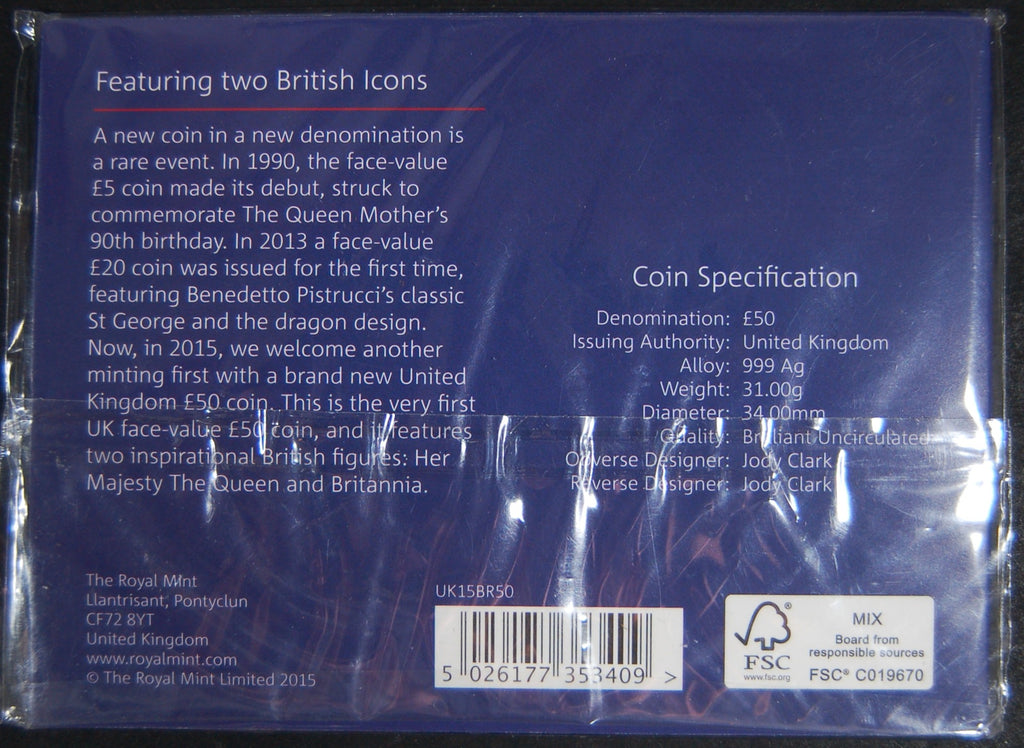 Featuring two British Icons
A new coin in a new denomination is
a rare event. In 1990, the face-value
£5 coin made its debut, struck to
commemorate The Queen Mother's
90th birthday. In 2013 a face-value
£20 coin was issued for the first time,
featuring Benedetto Pistrucci's classic
St George and the dragon design.
Now, in 2015, we welcome another
minting first with a brand new United
Kingdom £50 coin. This is the very first
UK face-value £50 coin, and it features
two inspirational British figures: Her
Majesty The Queen and Britannia.
Coin Specification
Denomination: £50
Issuing Authority: United Kingdom
Alloy: 999 Ag
Weight: 31.00g
Diameter: 34.00mm
Quality: Brilliant Uncirculated
Obverse Designer: Jody Clark
Reverse Designer: Jody Clark
The Royal Mint
Llantrisant, Pontyclun
CF72 8YT
United Kingdom
www.royalmint.com
© The Royal Mint Limited 2015
UK15BR50
5 026177 353409 >
FSC
www.fsc.org
MIX
Board from
responsible sources
FSC® C019670